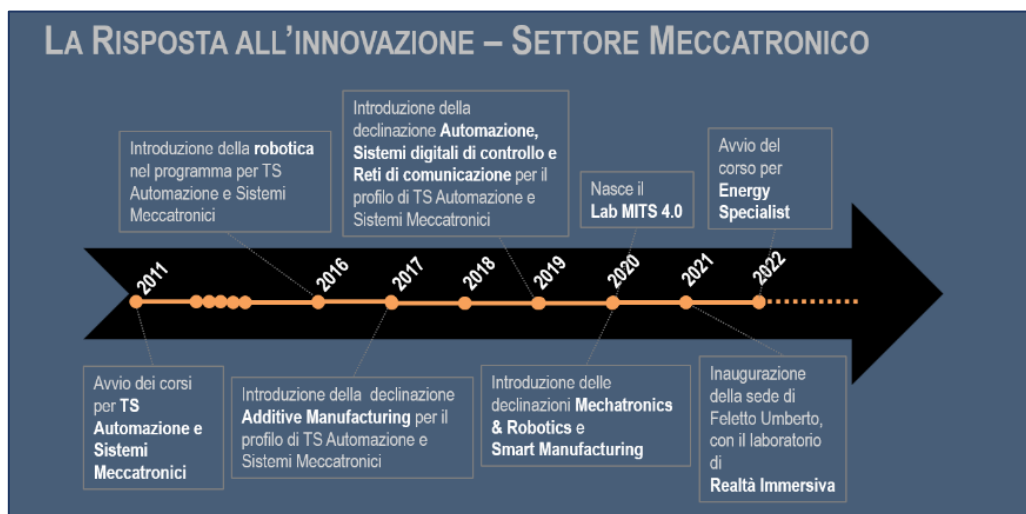 LA RISPOSTA ALL'INNOVAZIONE – SETTORE MECCATRONICO
Introduzione della robotica
nel programma per TS
Automazione e Sistemi
Meccatronici
Introduzione della
declinazione Automazione,
Sistemi digitali di controllo e
Reti di comunicazione per il
profilo di TS Automazione e
Sistemi Meccatronici
Nasce il
Lab MITS 4.0
Avvio del
corso per
Energy
Specialist
2011
2016
2017
2018
2019
2020
2021
2022
Avvio dei corsi
per TS
Automazione e
Sistemi
Meccatronici
Introduzione della declinazione
Additive Manufacturing per il
profilo di TS Automazione e
Sistemi Meccatronici
Introduzione delle
declinazioni Mechatronics
& Robotics e
Smart Manufacturing
Inaugurazione
della sede di
Feletto Umberto,
con il laboratorio
di
Realtà Immersiva